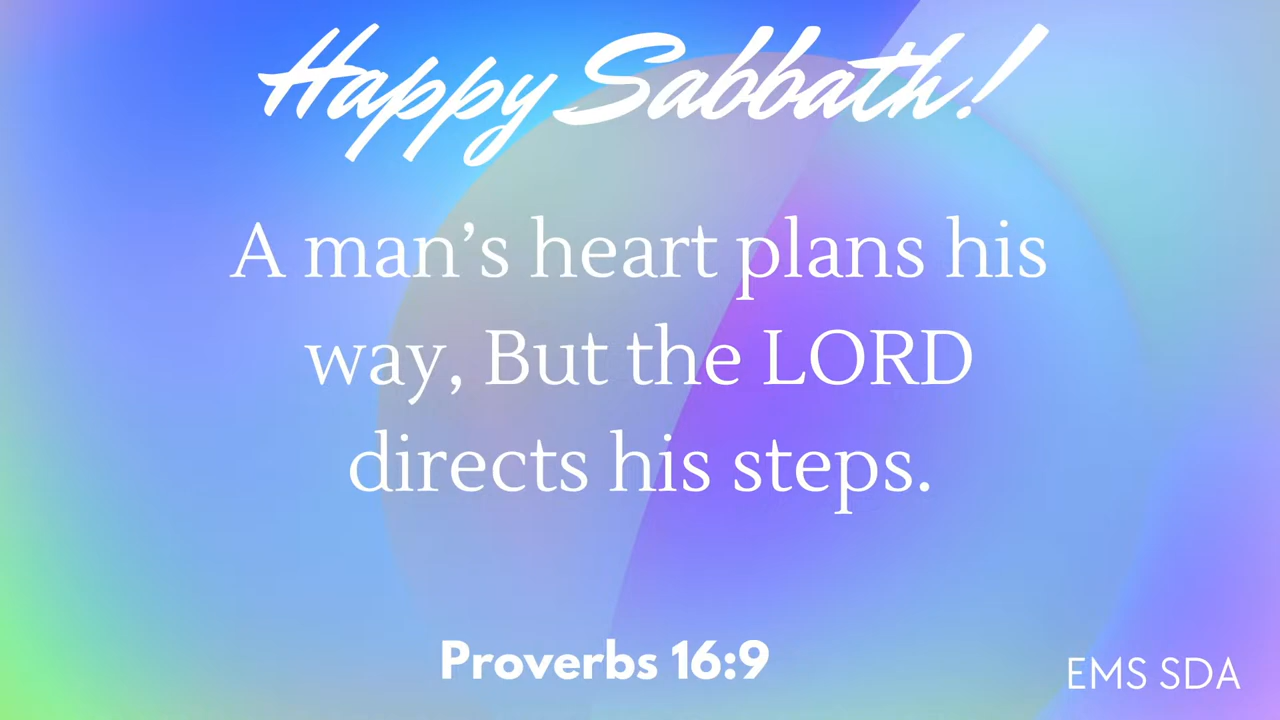 Happy Sabbath!
A man’s heart plans his
way, But the LORD
directs his steps.
Proverbs 16:9
EMS SDA